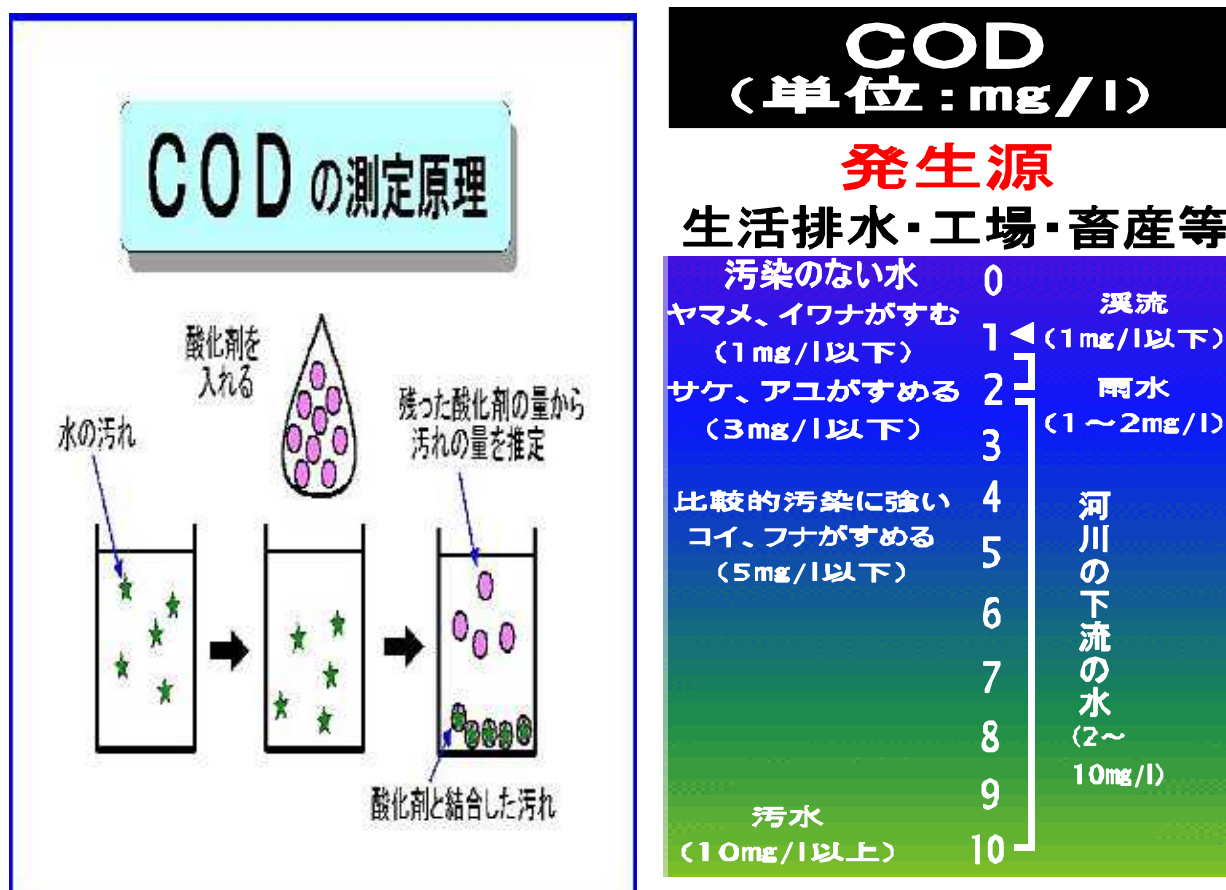 CODの測定原理
酸化剤を
入れる
残った酸化剤の量から
汚れの量を推定
水の汚れ
酸化剤と結合した汚れ
COD
(単位:mg/l)
発生源
生活排水・工場・畜産等
汚染のない水
ヤマメ、イワナがすむ
(1mg/l以下)
サケ、アユがすめる
(3mg/l以下)
比較的汚染に強い
コイ、フナがすめる
(5mg/l以下)
汚水
(10mg/l以上)
0
1
2
3
4
5
6
7
8
9
10
渓流
(1mg/l以下)
雨水
(1～2mg/l)
河川の下流の水
(2～
10mg/l)